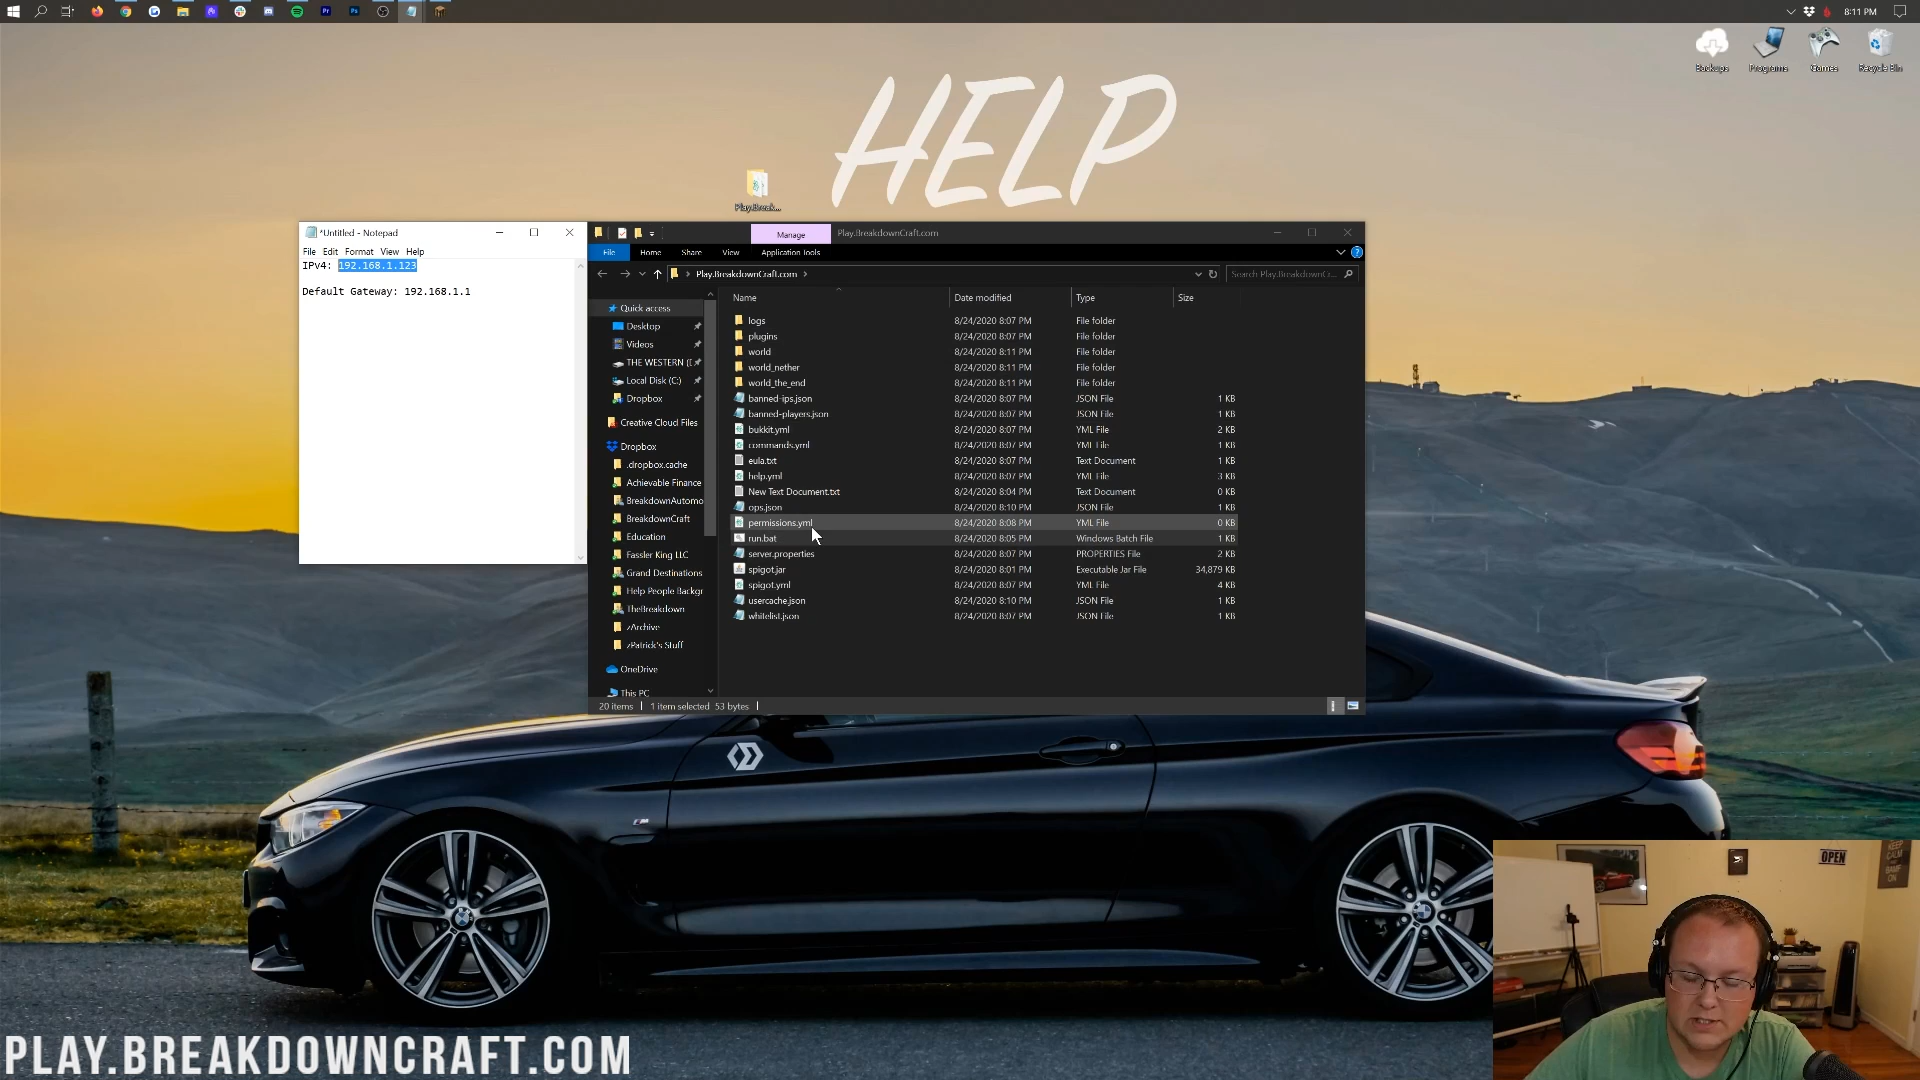 8:11 PM
Backups
Programs
Games
Recycle Bin
HELP
Play.Break...
*Untitled - Notepad
File Edit Format View Help
IPv4: 192.168.1.123
Default Gateway: 192.168.1.1
Manage
Play.BreakdownCraft.com
File Home Share View Application Tools
Play.BreakdownCraft.com
Search Play.BreakdownCr...
Name Date modified Type Size
Quick access
Desktop
Videos
THE WESTERN (
Local Disk (C:)
Dropbox
Creative Cloud Files
Dropbox
.dropbox.cache
Achievable Finance
BreakdownAutomo
BreakdownCraft
Education
Fassler King LLC
Grand Destinations
Help People Backgr
TheBreakdown
zArchive
zPatrick's Stuff
OneDrive
This PC
logs 8/24/2020 8:07 PM File folder
plugins 8/24/2020 8:07 PM File folder
world 8/24/2020 8:11 PM File folder
world_nether 8/24/2020 8:11 PM File folder
world_the_end 8/24/2020 8:11 PM File folder
banned-ips.json 8/24/2020 8:07 PM JSON File 1 KB
banned-players.json 8/24/2020 8:07 PM JSON File 1 KB
bukkit.yml 8/24/2020 8:07 PM YML File 2 KB
commands.yml 8/24/2020 8:07 PM YML File 1 KB
eula.txt 8/24/2020 8:07 PM Text Document 1 KB
help.yml 8/24/2020 8:07 PM YML File 3 KB
New Text Document.txt 8/24/2020 8:04 PM Text Document 0 KB
ops.json 8/24/2020 8:10 PM JSON File 1 KB
permissions.yml 8/24/2020 8:08 PM YML File 0 KB
run.bat 8/24/2020 8:05 PM Windows Batch File 1 KB
server.properties 8/24/2020 8:07 PM PROPERTIES File 2 KB
spigot.jar 8/24/2020 8:01 PM Executable Jar File 34,879 KB
spigot.yml 8/24/2020 8:07 PM YML File 4 KB
usercache.json 8/24/2020 8:10 PM JSON File 1 KB
whitelist.json 8/24/2020 8:07 PM JSON File 1 KB
20 items 1 item selected 53 bytes
OPEN
KEEP
CALM
AND
PLAY.BREAKDOWNCRAFT.COM